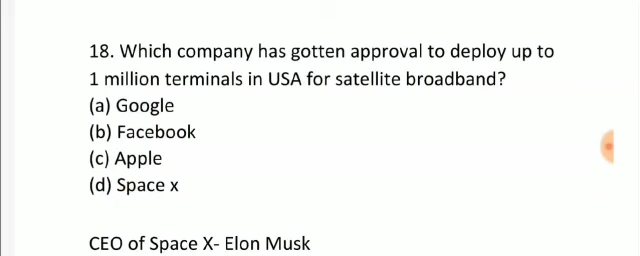 18. Which company has gotten approval to deploy up to
1 million terminals in USA for satellite broadband?
(a) Google
(b) Facebook
(c) Apple
(d) Space x
CEO of Space X- Elon Musk